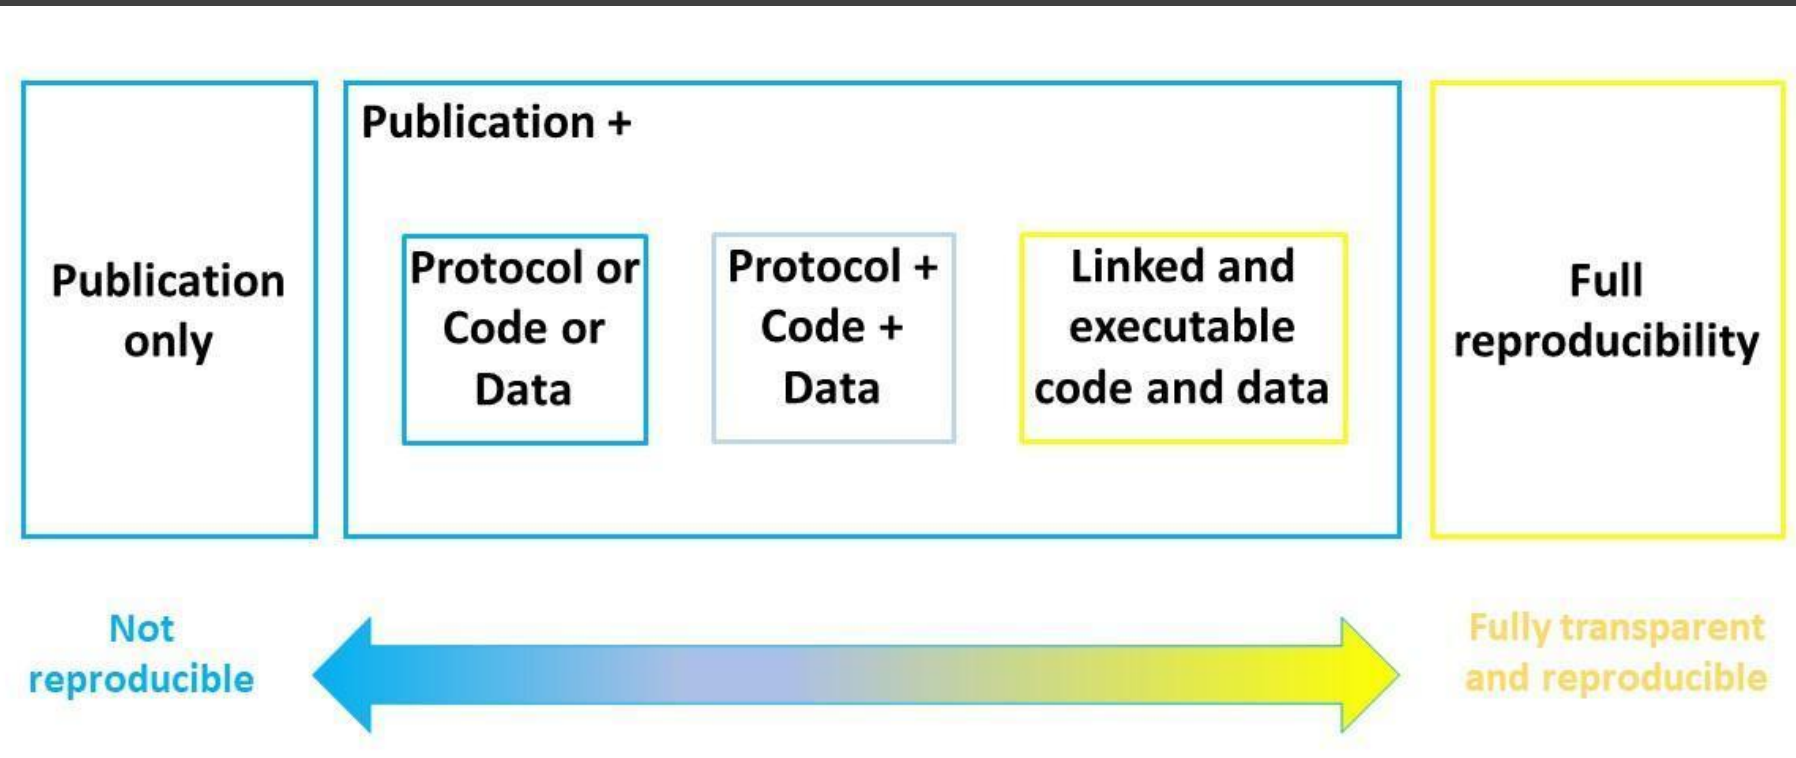 Publication
only
Publication +
Protocol or
Code or
Data
Protocol +
Code +
Data
Linked and
executable
code and data
Full
reproducibility
Not
reproducible
Fully transparent
and reproducible